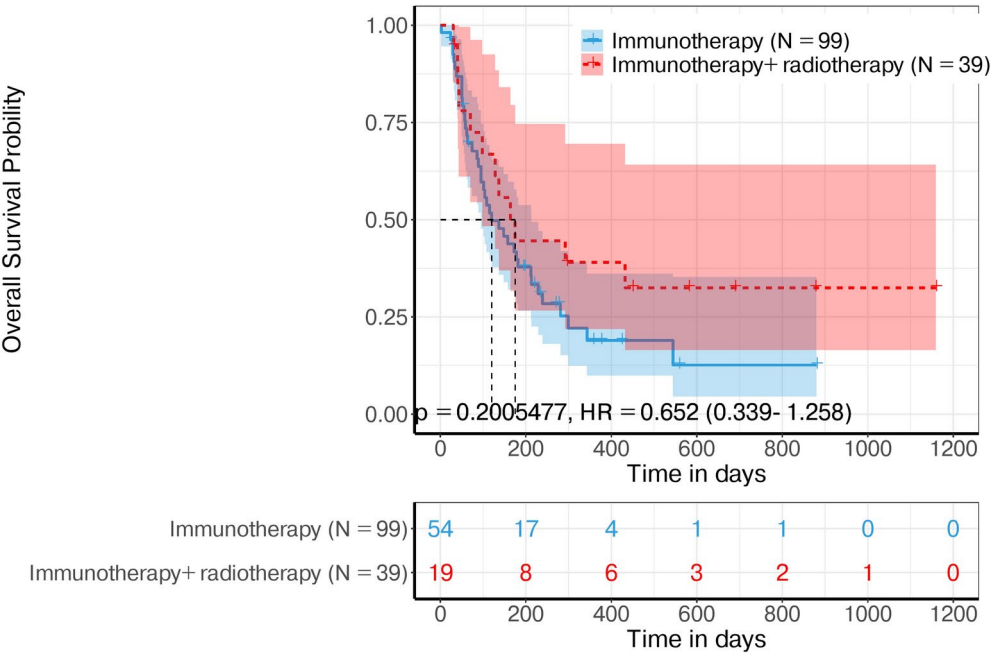 Overall Survival Probility
1.00
0.75
0.50
0.25
0.00
Immunotherapy (N = 99)
Immunotherapy+ radiotherapy (N = 39)
p = 0.2005477, HR = 0.652 (0.339- 1.258)
0 200 400 600 800 1000 1200
Time in days
Immunotherapy (N = 99) 54 17 4 1 1 0 0
Immunotherapy+ radiotherapy (N = 39) 19 8 6 3 2 1 0
0 200 400 600 800 1000 1200
Time in days